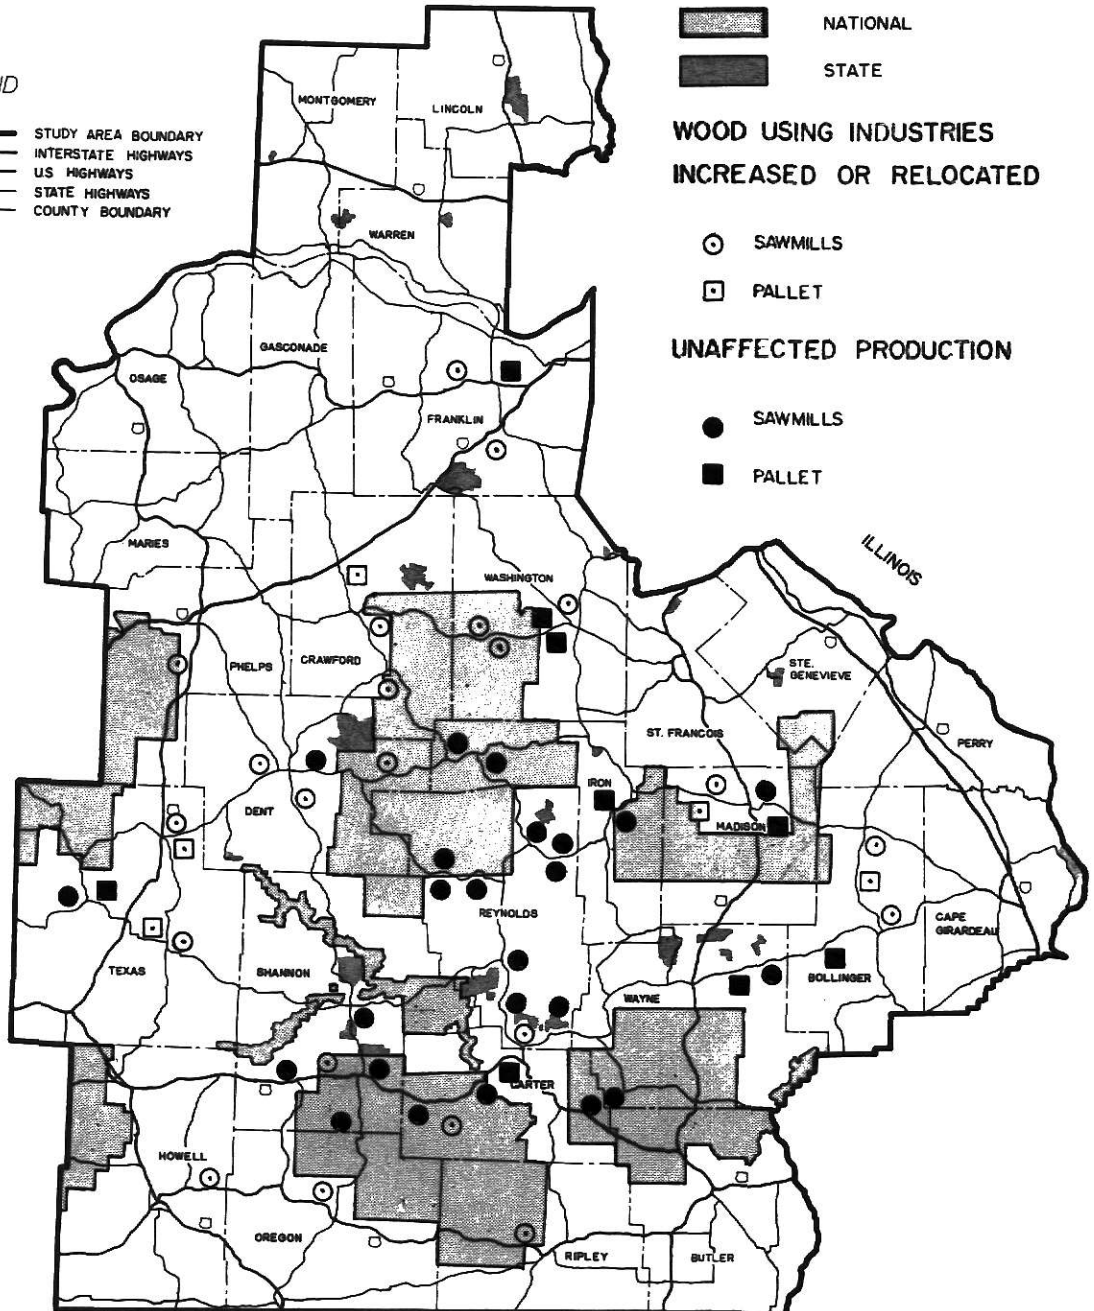 NATIONAL
STATE
STUDY AREA BOUNDARY
INTERSTATE HIGHWAYS
US HIGHWAYS
STATE HIGHWAYS
COUNTY BOUNDARY
WOOD USING INDUSTRIES
INCREASED OR RELOCATED
SAWMILLS
PALLET
UNAFFECTED PRODUCTION
SAWMILLS
PALLET
MONTGOMERY
LINCOLN
WARREN
GASCONADE
OSAGE
FRANKLIN
MARIES
WASHINGTON
ILLINOIS
PHELPS
CRAWFORD
STE.
GENEVIEVE
ST. FRANCOIS
PERRY
IRON
DENT
MADISON
REYNOLDS
CAPE
GIRARDEAU
TEXAS
SHANNON
BOLLINGER
WAYNE
CARTER
HOWELL
OREGON
RIPLEY
BUTLER